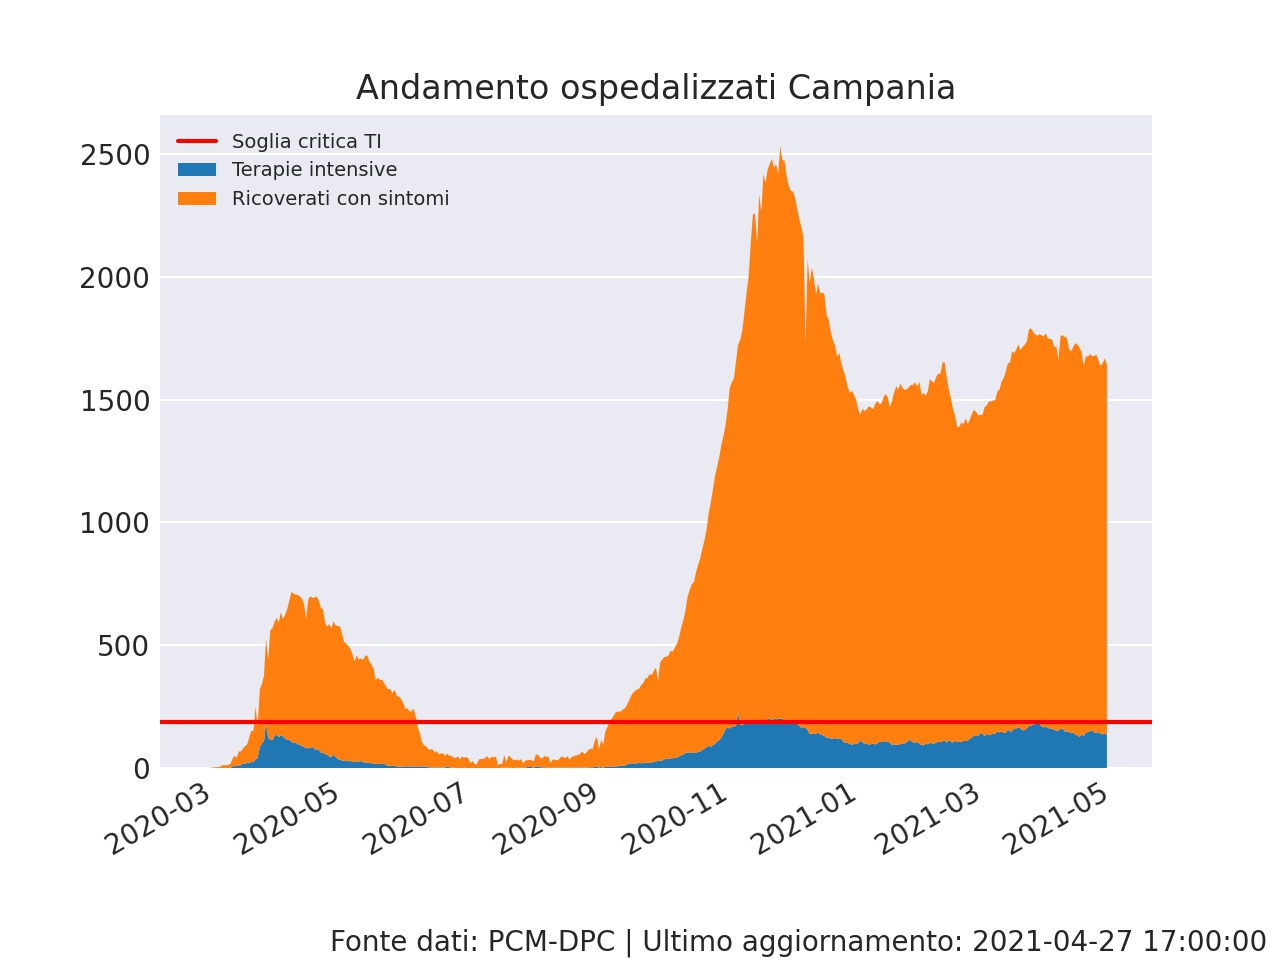 Andamento ospedalizzati Campania
Soglia critica TI
Terapie intensive
Ricoverati con sintomi
2500
2000
1500
1000
500
0
2020-03
2020-05
2020-07
2020-09
2020-11
2021-01
2021-03
2021-05
Fonte dati: PCM-DPC | Ultimo aggiornamento: 2021-04-27 17:00:00